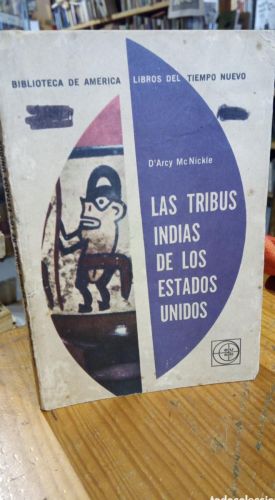 BIBLIOTECA DE AMERICA LIBROS DEL TIEMPO NUEVO
D'Arcy McNickle
LAS TRIBUS
INDIAS
DE LOS
ESTADOS
UNIDOS